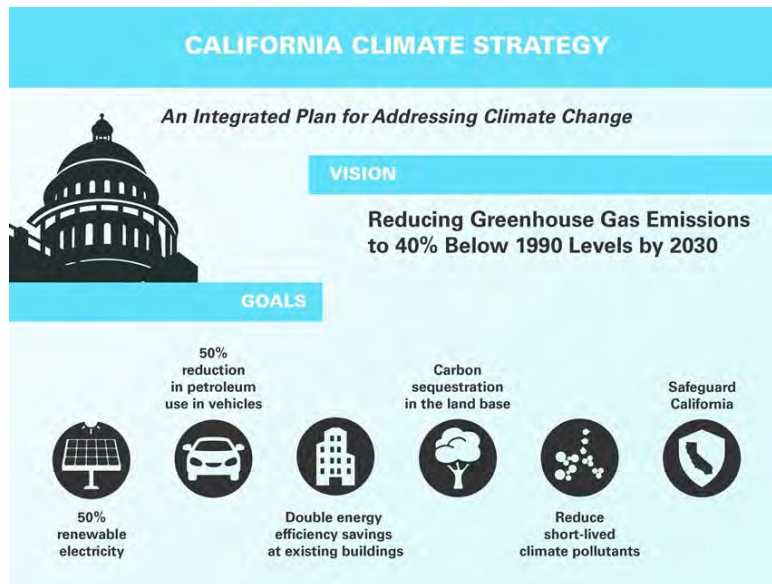 CALIFORNIA CLIMATE STRATEGY
An Integrated Plan for Addressing Climate Change
VISION
Reducing Greenhouse Gas Emissions
to 40% Below 1990 Levels by 2030
GOALS
50%
renewable
electricity
50%
reduction
in petroleum
use in vehicles
Double energy
efficiency savings
at existing buildings
Carbon
sequestration
in the land base
Reduce
short-lived
climate pollutants
Safeguard
California